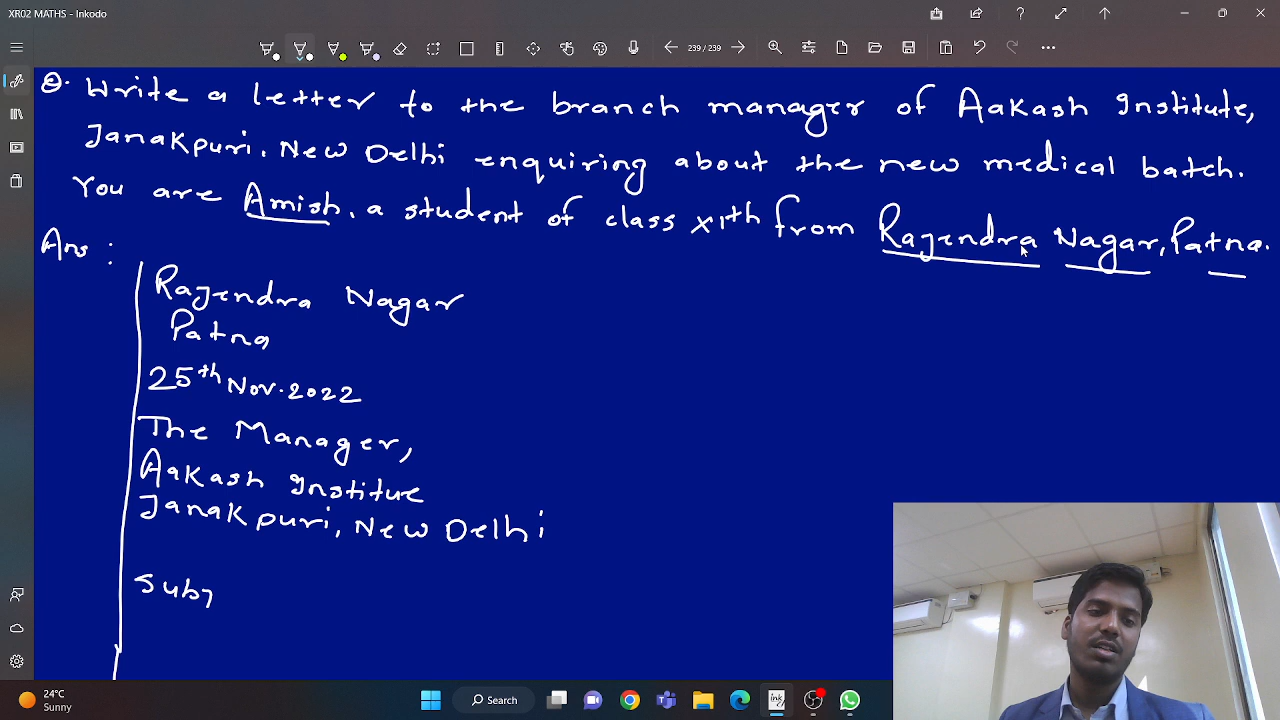 XR02 MATHS - Inkodo
239 / 239
Q. Write a letter to the branch manager of Aakash Institute,
Janakpuri, New Delhi enquiring about the new medical batch.
You are Amish, a student of class XIth from Rajendra Nagar, Patna.
Ans :
Rajendra Nagar
Patna
25th Nov. 2022
The Manager,
Aakash Institue
Janakpuri, New Delhi
Subj
24°C
Sunny
Search
ink